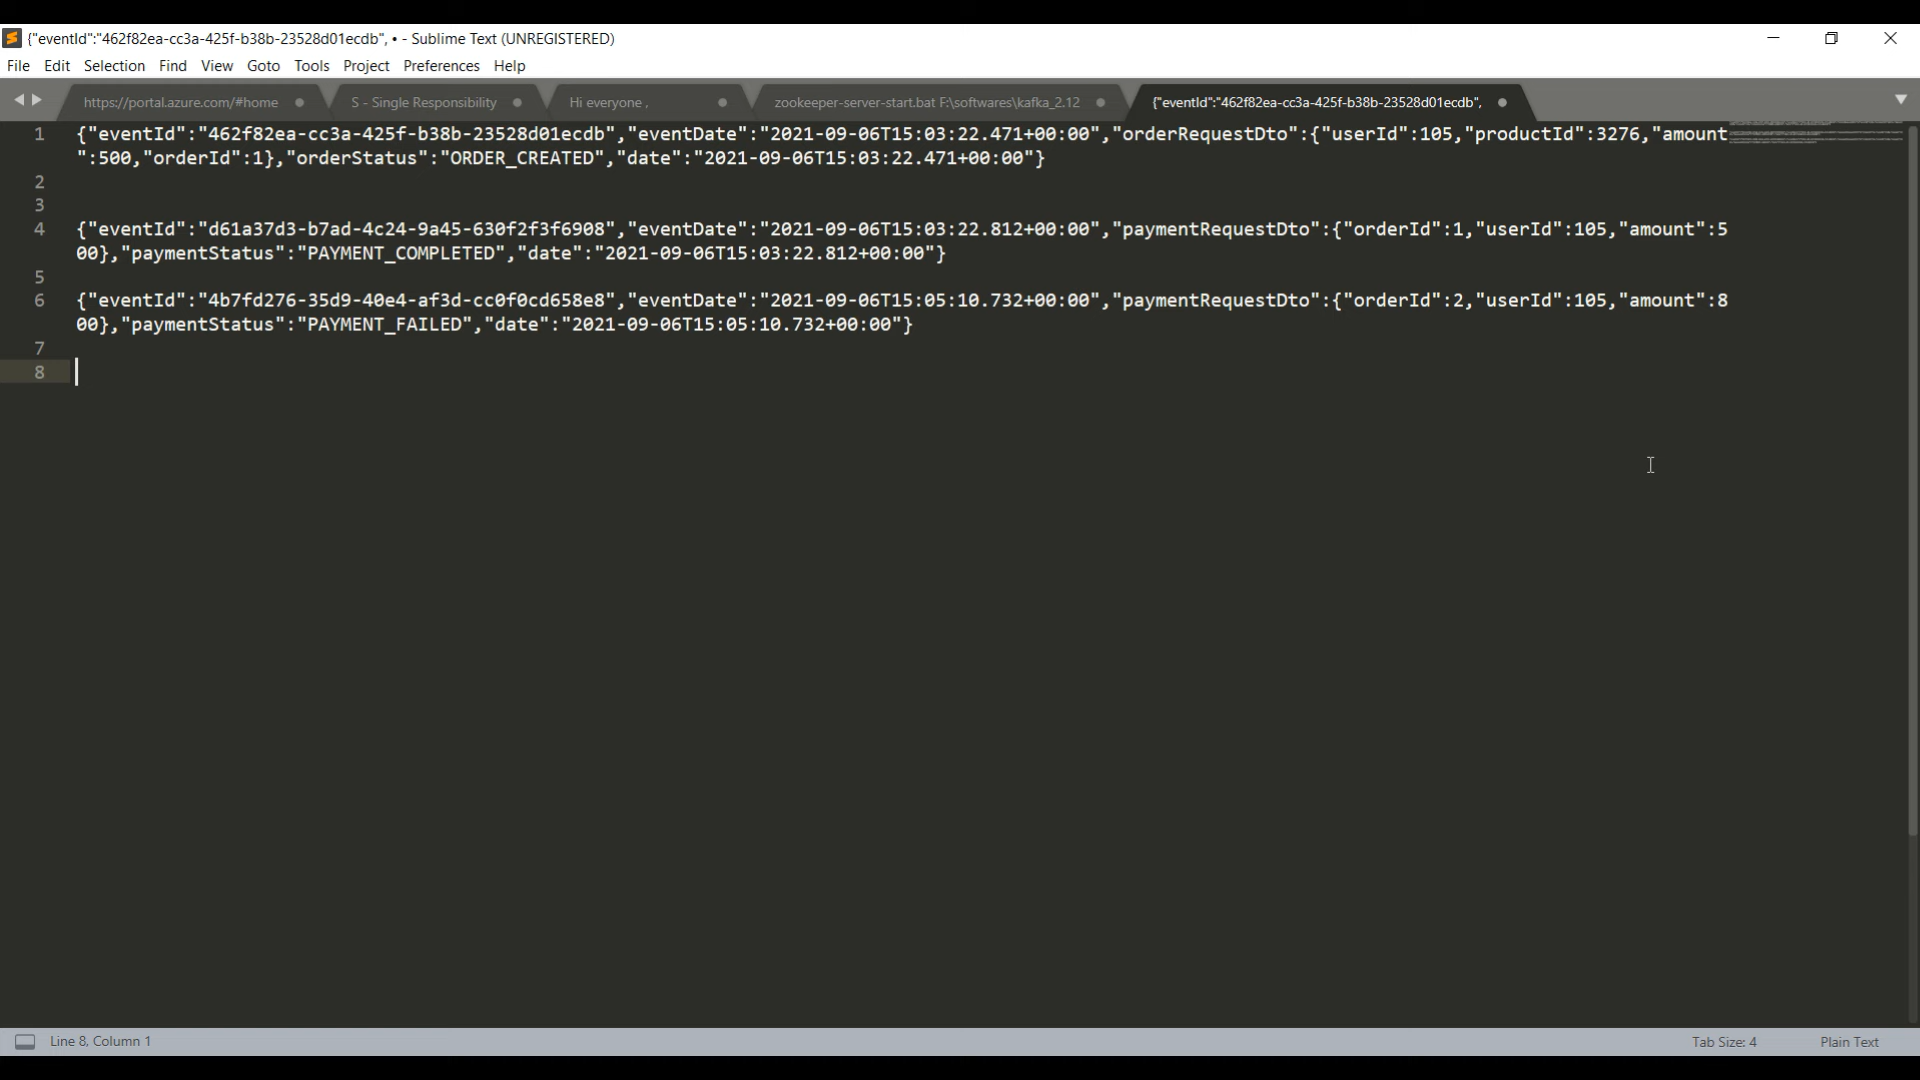 {"eventId":"462f82ea-cc3a-425f-b38b-23528d01ecdb", • - Sublime Text (UNREGISTERED)
File Edit Selection Find View Goto Tools Project Preferences Help
https://portal.azure.com/#home S - Single Responsibility Hi everyone , zookeeper-server-start.bat F:\softwares\kafka_2.12 {"eventId":"462f82ea-cc3a-425f-b38b-23528d01ecdb",
1 {"eventId":"462f82ea-cc3a-425f-b38b-23528d01ecdb","eventDate":"2021-09-06T15:03:22.471+00:00","orderRequestDto":{"userId":105,"productId":3276,"amount
":500,"orderId":1},"orderStatus":"ORDER_CREATED","date":"2021-09-06T15:03:22.471+00:00"}
2
3
4 {"eventId":"d61a37d3-b7ad-4c24-9a45-630f2f3f6908","eventDate":"2021-09-06T15:03:22.812+00:00","paymentRequestDto":{"orderId":1,"userId":105,"amount":5
00},"paymentStatus":"PAYMENT_COMPLETED","date":"2021-09-06T15:03:22.812+00:00"}
5
6 {"eventId":"4b7fd276-35d9-40e4-af3d-cc0f0cd658e8","eventDate":"2021-09-06T15:05:10.732+00:00","paymentRequestDto":{"orderId":2,"userId":105,"amount":8
00},"paymentStatus":"PAYMENT_FAILED","date":"2021-09-06T15:05:10.732+00:00"}
7
8
Line 8, Column 1 Tab Size: 4 Plain Text